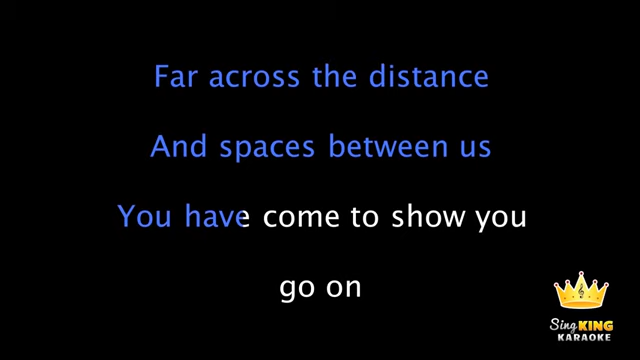 Far across the distance
And spaces between us
You have come to show you
go on
Sing KING
KARAOKE